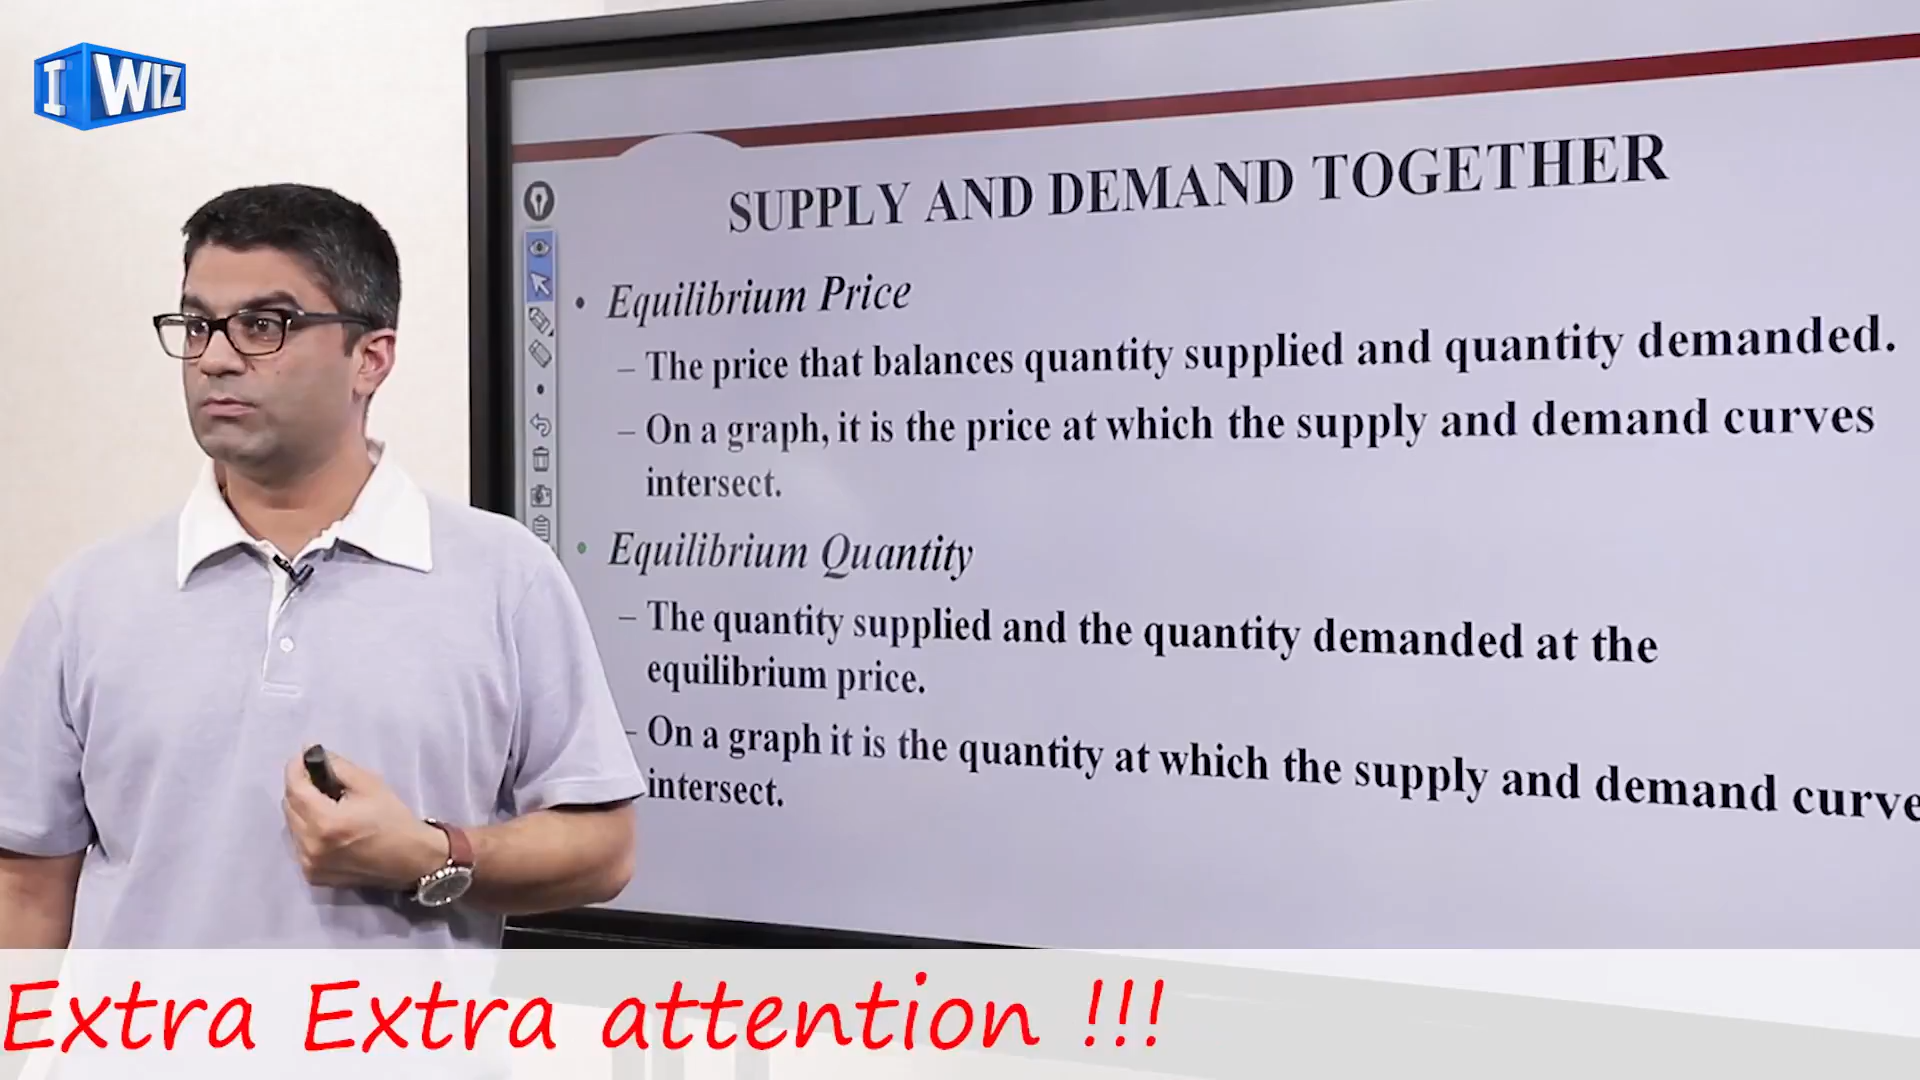 I WIZ
SUPPLY AND DEMAND TOGETHER
• Equilibrium Price
– The price that balances quantity supplied and quantity demanded.
– On a graph, it is the price at which the supply and demand curves
intersect.
• Equilibrium Quantity
– The quantity supplied and the quantity demanded at the
equilibrium price.
– On a graph it is the quantity at which the supply and demand curve
intersect.
Extra Extra attention !!!